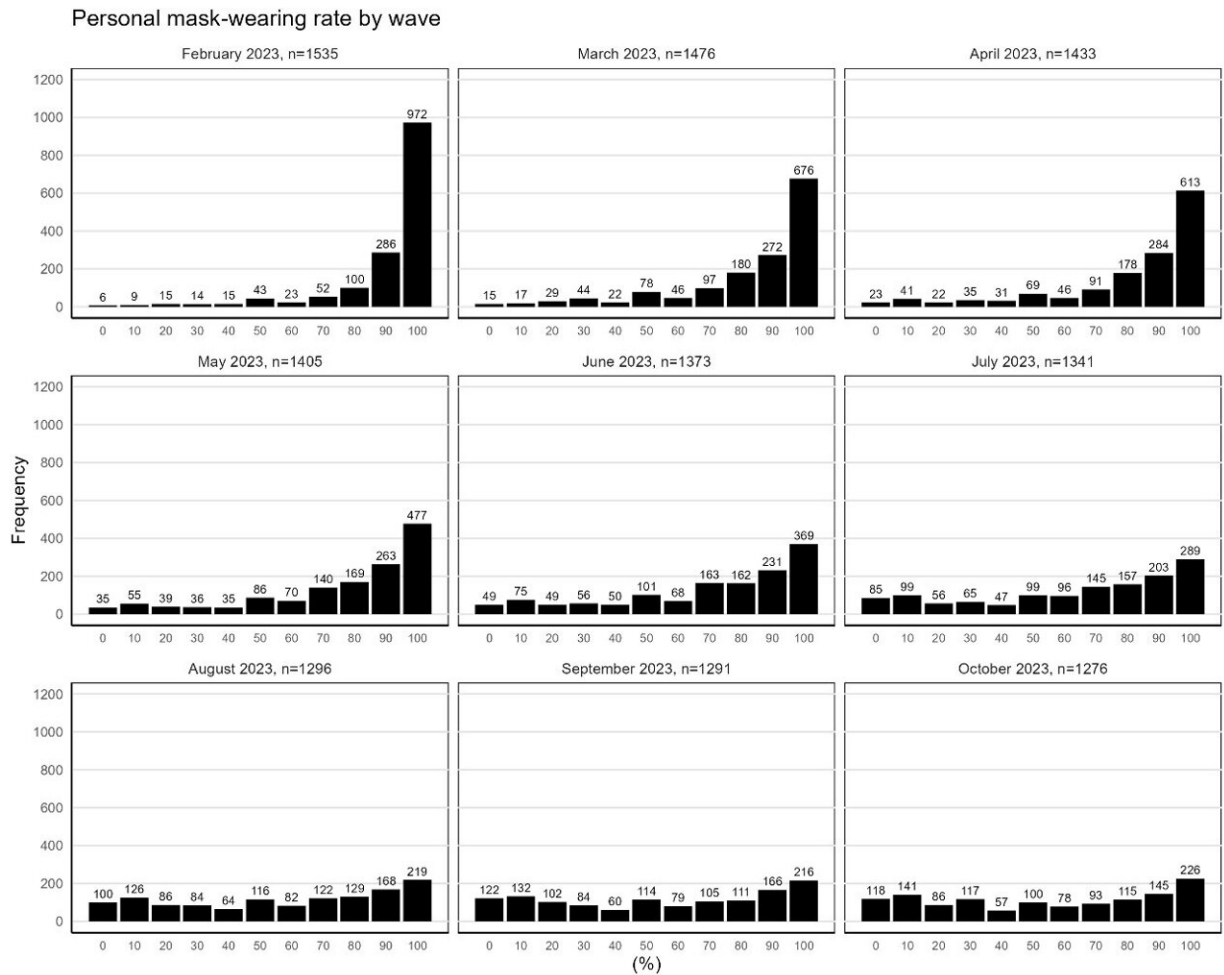 Personal mask-wearing rate by wave
February 2023, n=1535
March 2023, n=1476
April 2023, n=1433
1200
1000
800
600
400
200
0
972
286
100
52
23
43
15
14
15
9
6
676
272
180
97
46
78
22
44
29
17
15
613
284
178
91
46
69
31
35
22
41
23
0 10 20 30 40 50 60 70 80 90 100
0 10 20 30 40 50 60 70 80 90 100
0 10 20 30 40 50 60 70 80 90 100
May 2023, n=1405
June 2023, n=1373
July 2023, n=1341
1200
1000
800
600
400
200
0
Frequency
35 55 39 36 35 86 70 140 169 263 477
49 75 49 56 50 101 68 163 162 231 369
85 99 56 65 47 99 96 145 157 203 289
0 10 20 30 40 50 60 70 80 90 100
0 10 20 30 40 50 60 70 80 90 100
0 10 20 30 40 50 60 70 80 90 100
August 2023, n=1296
September 2023, n=1291
October 2023, n=1276
1200
1000
800
600
400
200
0
100 126 86 84 64 116 82 122 129 168 219
122 132 102 84 60 114 79 105 111 166 216
118 141 86 117 57 100 78 93 115 145 226
0 10 20 30 40 50 60 70 80 90 100
0 10 20 30 40 50 60 70 80 90 100
0 10 20 30 40 50 60 70 80 90 100
(%)